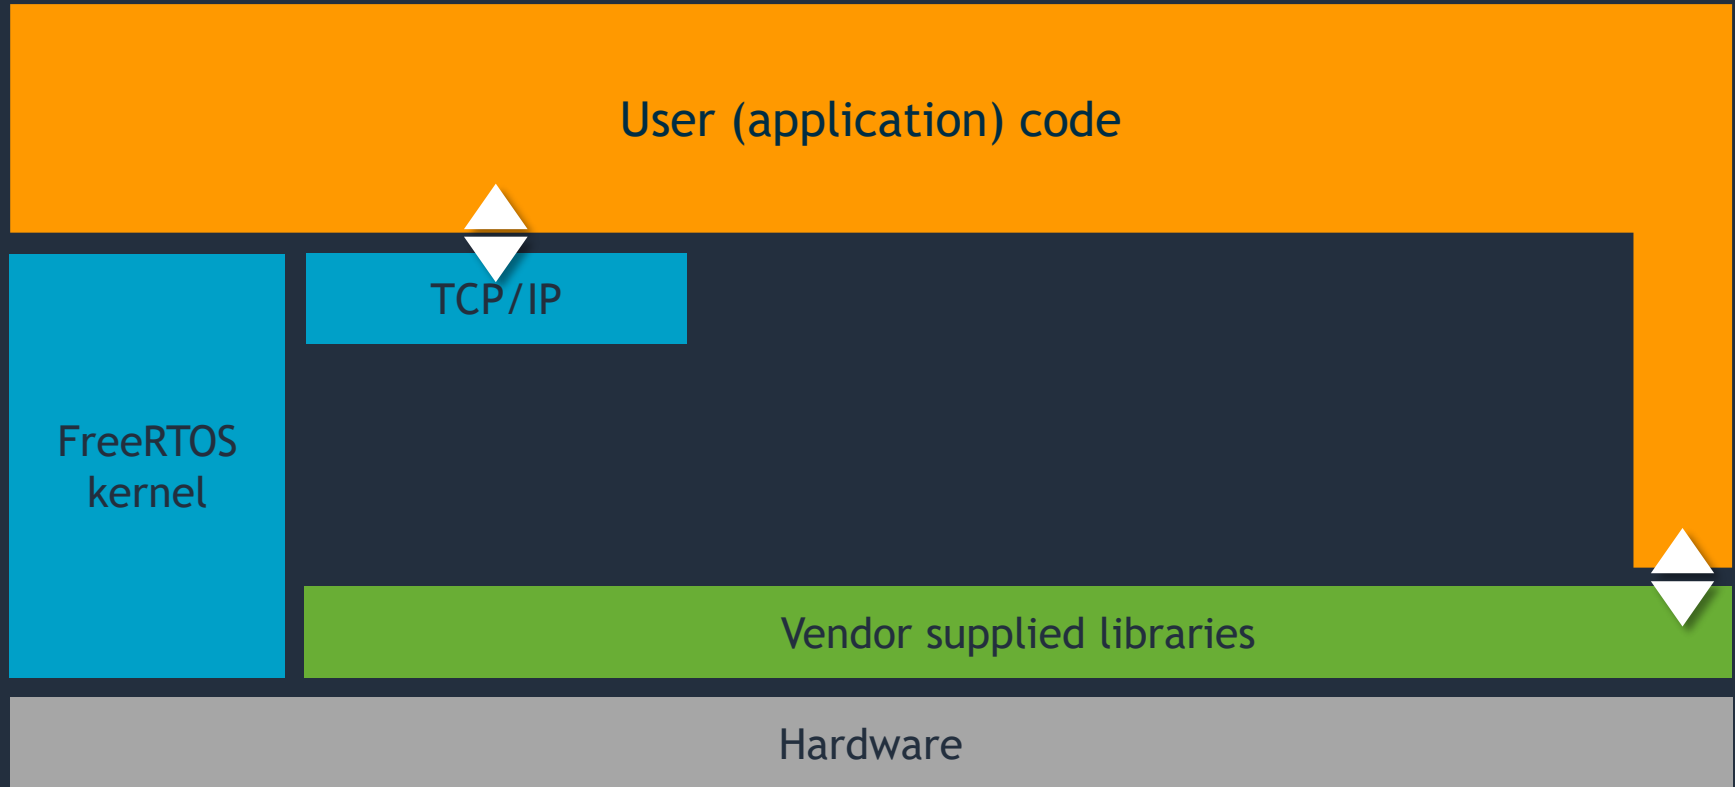 User (application) code
TCP/IP
FreeRTOS
kernel
Vendor supplied libraries
Hardware